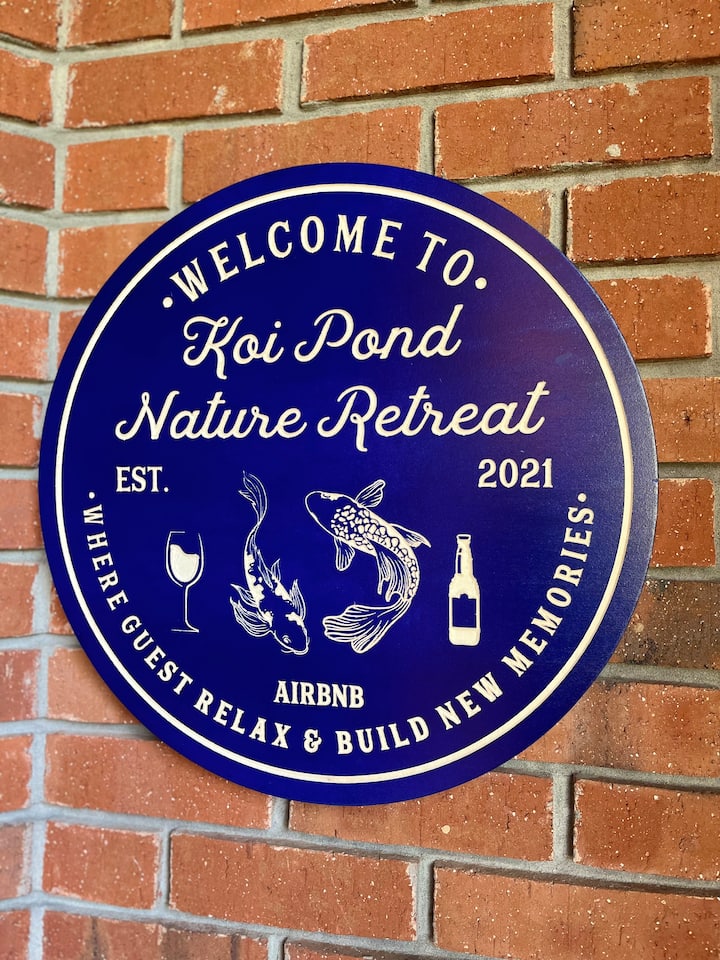 •WELCOME TO•
Koi Pond
Nature Retreat
EST. 2021
AIRBNB
•WHERE GUEST RELAX & BUILD NEW MEMORIES•